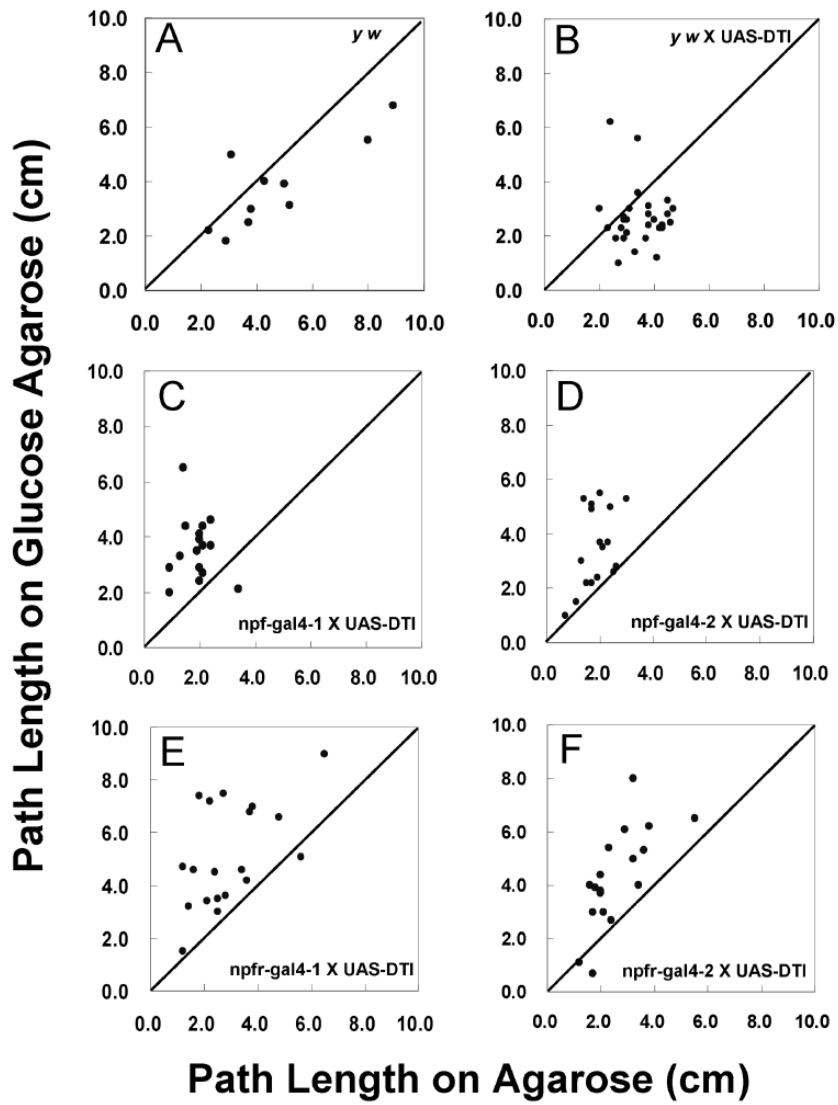 Path Length on Glucose Agarose (cm)
A
y w
10.0
8.0
6.0
4.0
2.0
0.0
0.0 2.0 4.0 6.0 8.0 10.0
B
y w X UAS-DTI
10.0
8.0
6.0
4.0
2.0
0.0
0.0 2.0 4.0 6.0 8.0 10.0
C
10.0
8.0
6.0
4.0
2.0
0.0
npf-gal4-1 X UAS-DTI
0.0 2.0 4.0 6.0 8.0 10.0
D
10.0
8.0
6.0
4.0
2.0
0.0
npf-gal4-2 X UAS-DTI
0.0 2.0 4.0 6.0 8.0 10.0
E
10.0
8.0
6.0
4.0
2.0
0.0
npfr-gal4-1 X UAS-DTI
0.0 2.0 4.0 6.0 8.0 10.0
F
10.0
8.0
6.0
4.0
2.0
0.0
npfr-gal4-2 X UAS-DTI
0.0 2.0 4.0 6.0 8.0 10.0
Path Length on Agarose (cm)